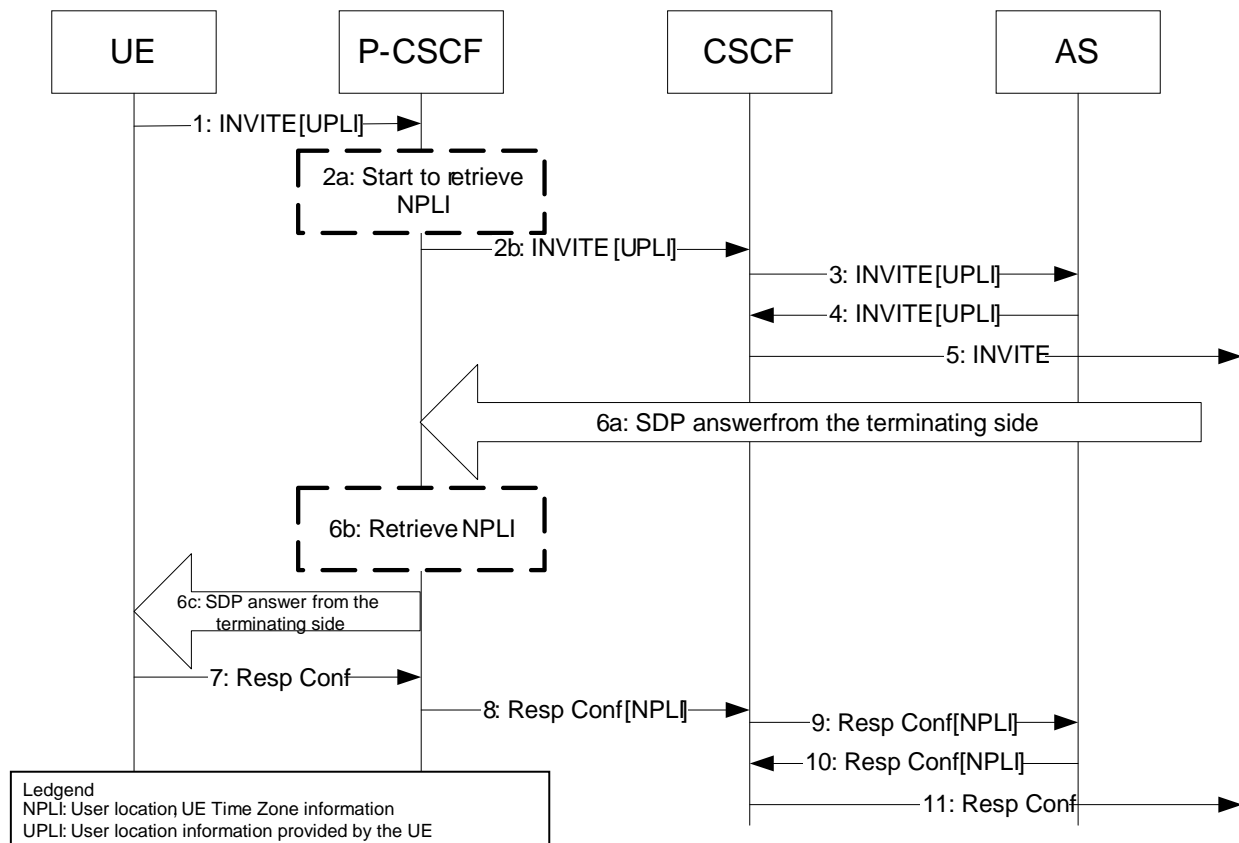 UE
P-CSCF
CSCF
AS
1: INVITE[UPLI]
2a: Start to retrieve
NPLI
2b: INVITE [UPLI]
3: INVITE[UPLI]
4: INVITE[UPLI]
5: INVITE
6a: SDP answerfrom the terminating side
6b: Retrieve NPLI
6c: SDP answer from the
terminating side
7: Resp Conf
8: Resp Conf[NPLI]
9: Resp Conf[NPLI]
10: Resp Conf[NPLI]
11: Resp Conf
Ledgend
NPLI: User location, UE Time Zone information
UPLI: User location information provided by the UE